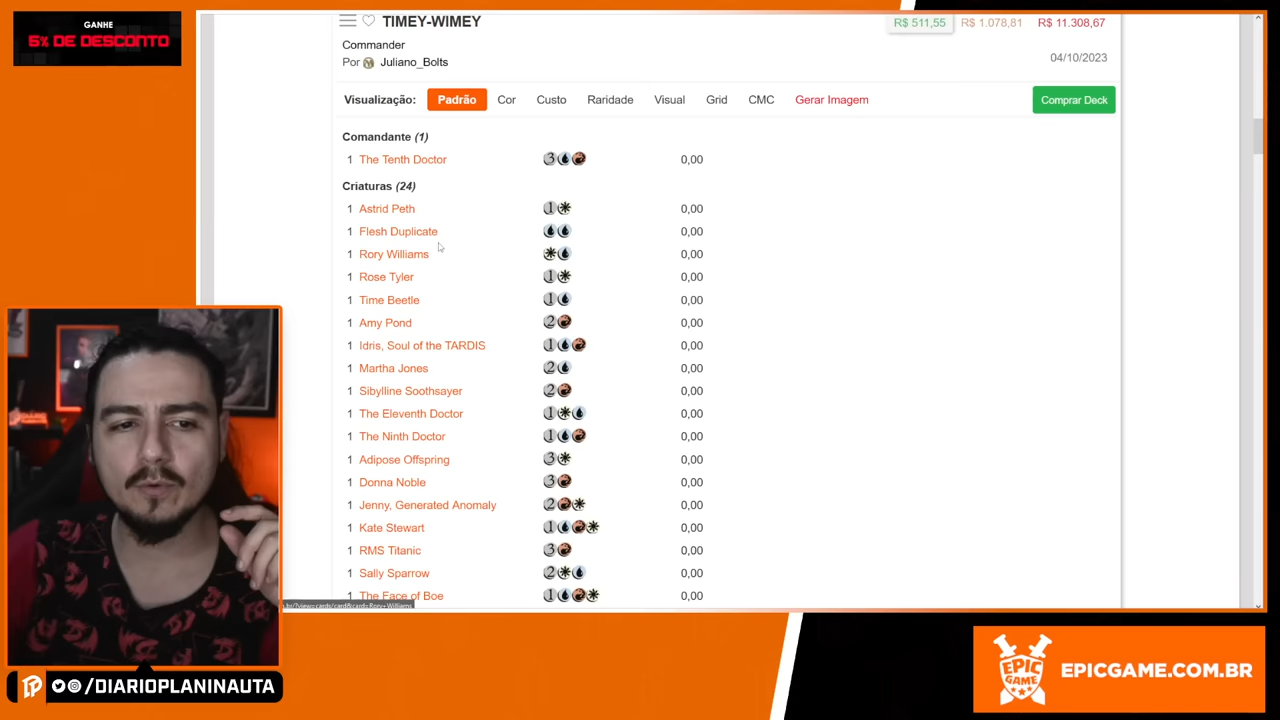 GANHE
5% DE DESCONTO
TIMEY-WIMEY
R$ 511,55 R$ 1.078,81 R$ 11.308,67
Commander
Por Juliano_Bolts
04/10/2023
Visualização: Padrão Cor Custo Raridade Visual Grid CMC Gerar Imagem Comprar Deck
Comandante (1)
1 The Tenth Doctor 3 0,00
Criaturas (24)
1 Astrid Peth 1 0,00
1 Flesh Duplicate 0,00
1 Rory Williams 0,00
1 Rose Tyler 1 0,00
1 Time Beetle 1 0,00
1 Amy Pond 2 0,00
1 Idris, Soul of the TARDIS 1 0,00
1 Martha Jones 2 0,00
1 Sibylline Soothsayer 2 0,00
1 The Eleventh Doctor 1 0,00
1 The Ninth Doctor 1 0,00
1 Adipose Offspring 3 0,00
1 Donna Noble 3 0,00
1 Jenny, Generated Anomaly 2 0,00
1 Kate Stewart 1 0,00
1 RMS Titanic 3 0,00
1 Sally Sparrow 2 0,00
1 The Face of Boe 1 0,00
/DIARIOPLANINAUTA
EPIC
GAME
EPICGAME.COM.BR